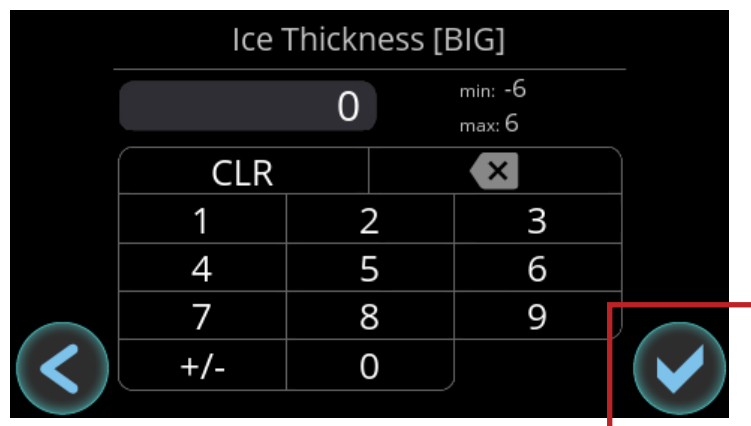 Ice Thickness [BIG]
0
min: -6
max: 6
CLR
1 2 3
4 5 6
7 8 9
+/- 0